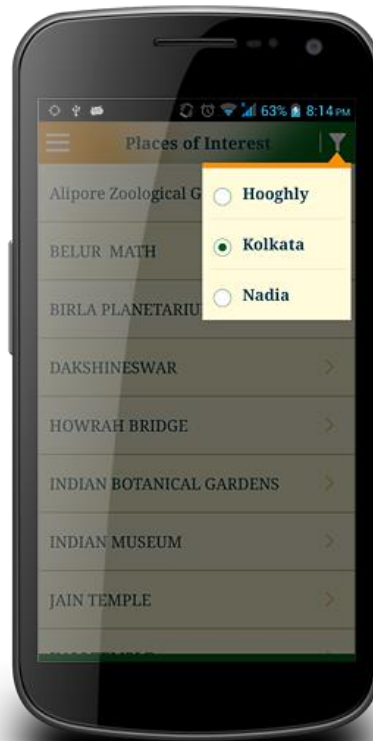 63% 8:14 PM
Places of Interest
Hooghly
Kolkata
Nadia
Alipore Zoological G
BELUR MATH
BIRLA PLANETARIU
DAKSHINESWAR
HOWRAH BRIDGE
INDIAN BOTANICAL GARDENS
INDIAN MUSEUM
JAIN TEMPLE